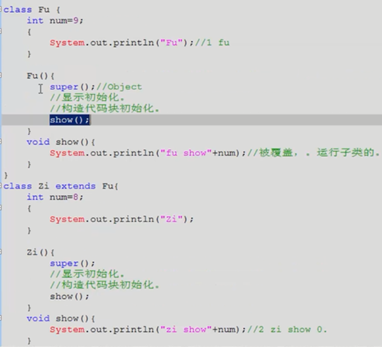 class Fu {
int num=9;
{
System.out.println("Fu");//1 fu
}
Fu(){
super();//Object
//显示初始化。
//构造代码块初始化。
show();
}
void show(){
System.out.println("fu show"+num);//被覆盖。。运行子类的。
}
}
class Zi extends Fu{
int num=8;
{
System.out.println("Zi");
}
Zi(){
super();
//显示初始化。
//构造代码块初始化。
show();
}
void show(){
System.out.println("zi show"+num);//2 zi show 0.
}